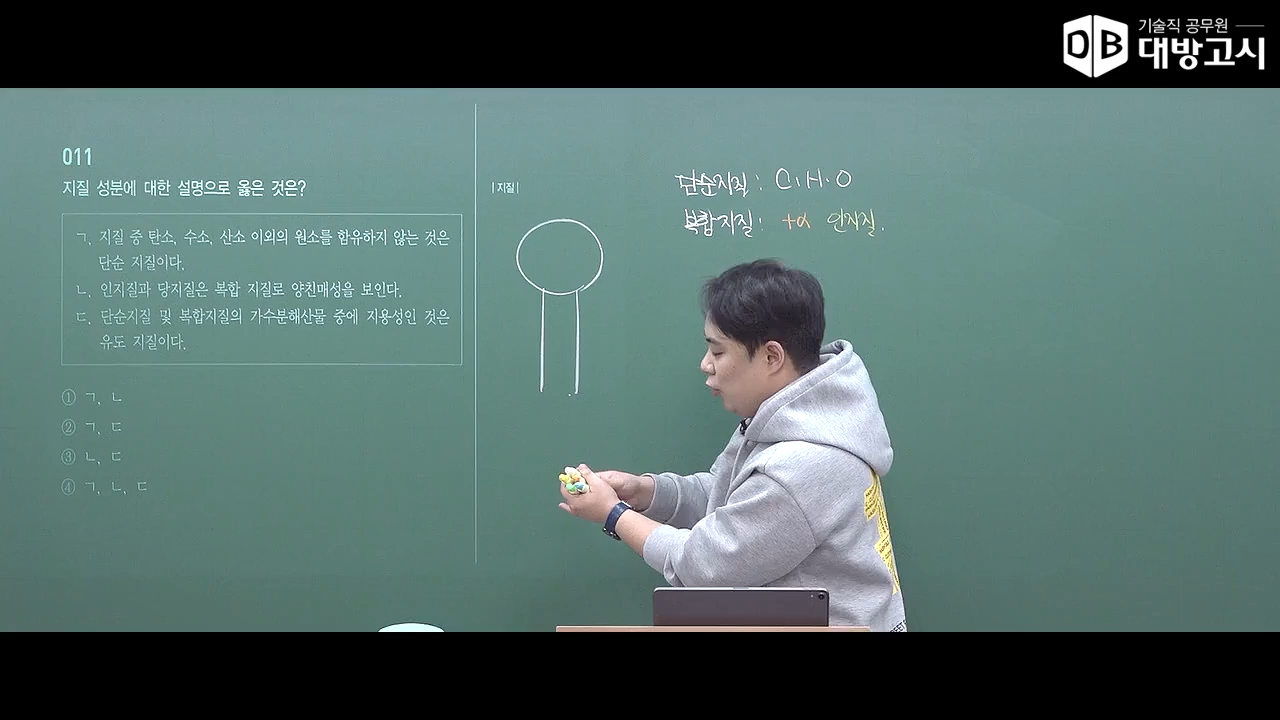 기술직 공무원
DB 대방고시
011
지질 성분에 대한 설명으로 옳은 것은?
ㄱ. 지질 중 탄소, 수소, 산소 이외의 원소를 함유하지 않는 것은
단순 지질이다.
ㄴ. 인지질과 당지질은 복합 지질로 양친매성을 보인다.
ㄷ. 단순지질 및 복합지질의 가수분해산물 중에 지용성인 것은
유도 지질이다.
① ㄱ, ㄴ
② ㄱ, ㄷ
③ ㄴ, ㄷ
④ ㄱ, ㄴ, ㄷ
| 지질 |
단순지질 : C, H, O
복합지질 : +α 인지질.